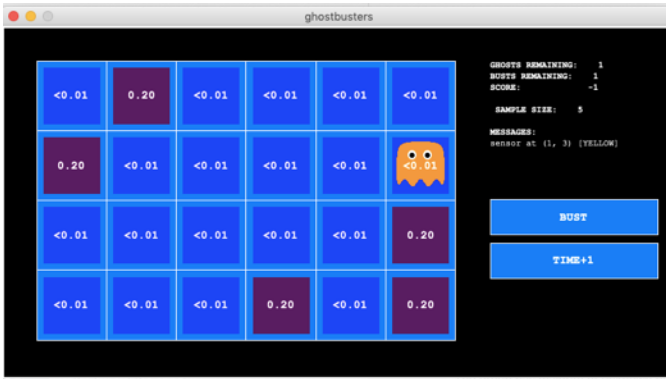 ghostbusters
<0.01 0.20 <0.01 <0.01 <0.01 <0.01
0.20 <0.01 <0.01 <0.01 <0.01 <0.01
<0.01 <0.01 <0.01 <0.01 <0.01 0.20
<0.01 <0.01 <0.01 0.20 <0.01 0.20
GHOSTS REMAINING: 1
BUSTS REMAINING: 1
SCORE: -1
SAMPLE SIZE: 5
MESSAGES:
sensor at (1, 3) [YELLOW]
BUST
TIME+1